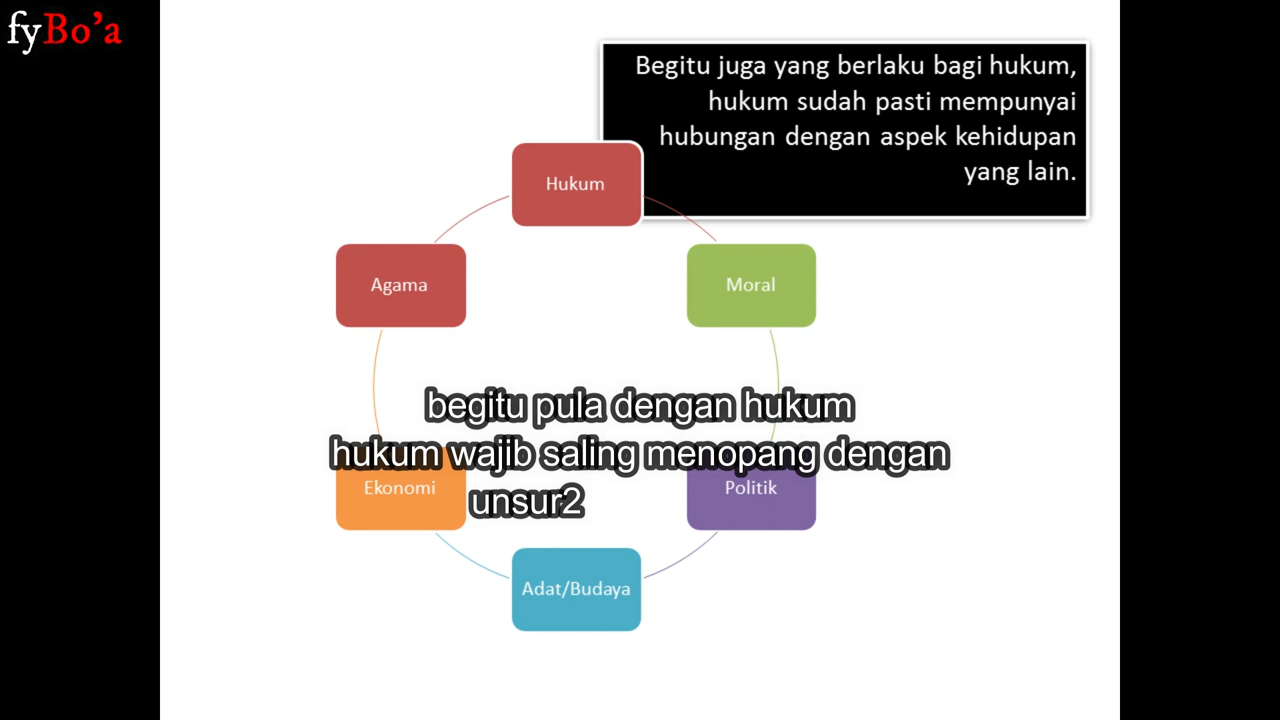 fyBo'a
Begitu juga yang berlaku bagi hukum,
hukum sudah pasti mempunyai
hubungan dengan aspek kehidupan
yang lain.
Hukum
Agama
Moral
begitu pula dengan hukum
hukum wajib saling menopang dengan
unsur2
Ekonomi
Politik
Adat/Budaya